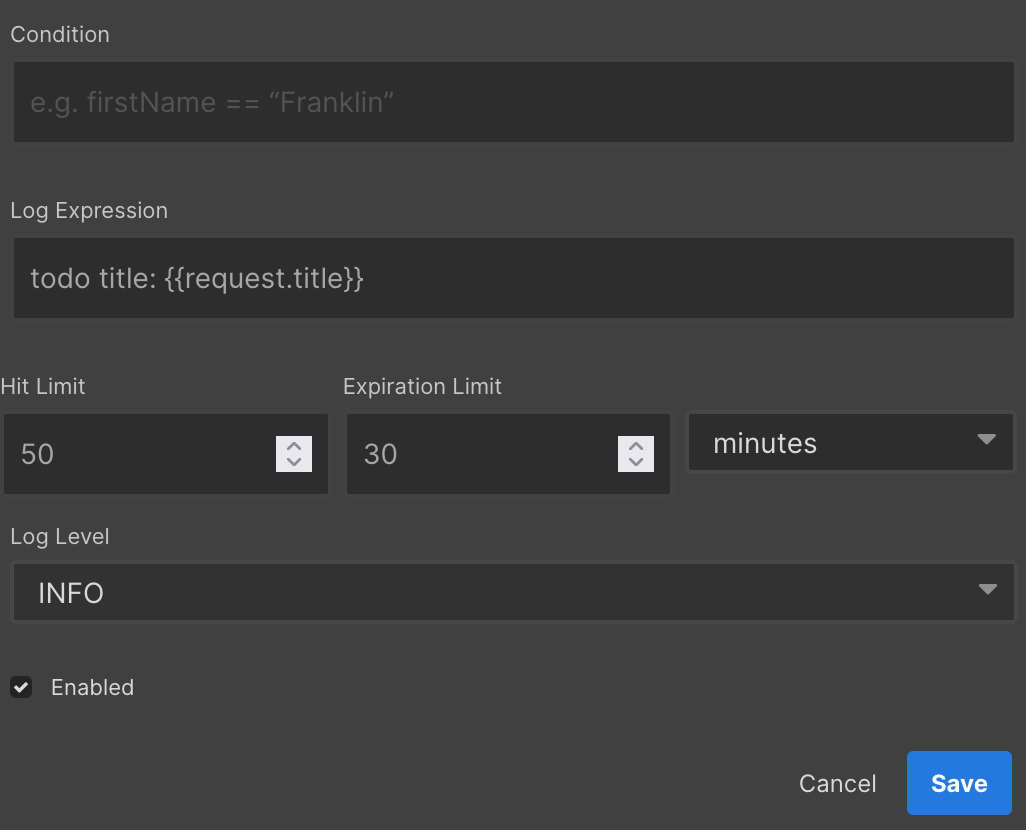 Condition
e.g. firstName == “Franklin”
Log Expression
todo title: {{request.title}}
Hit Limit
Expiration Limit
50
30
minutes
Log Level
INFO
Enabled
Cancel
Save